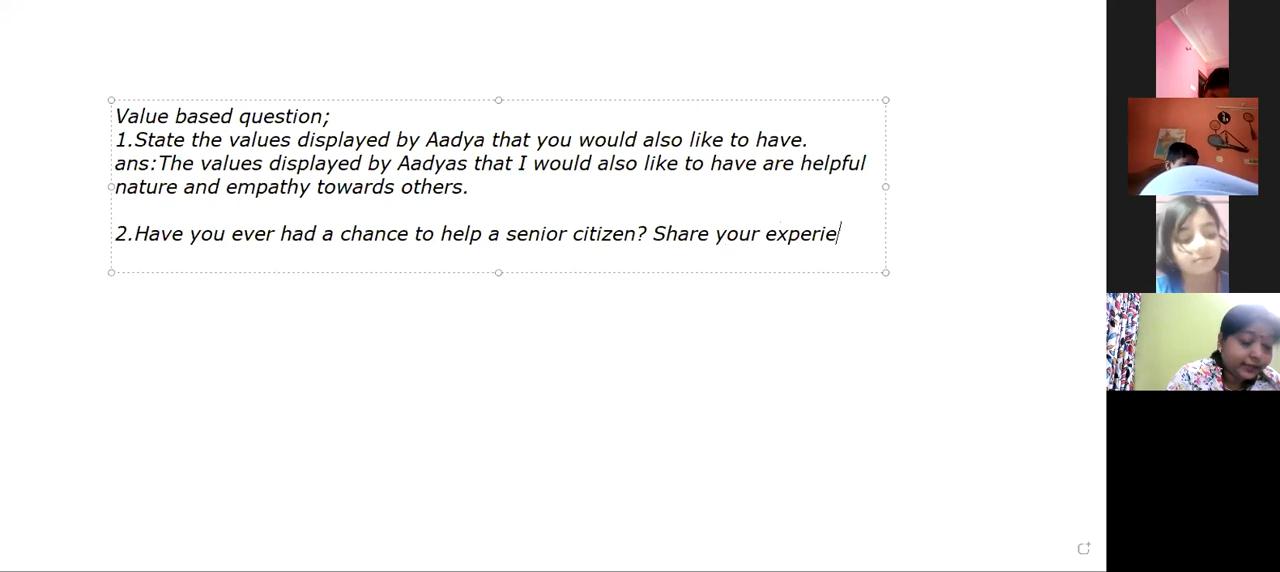 Value based question;
1.State the values displayed by Aadya that you would also like to have.
ans:The values displayed by Aadyas that I would also like to have are helpful
nature and empathy towards others.
2.Have you ever had a chance to help a senior citizen? Share your experie